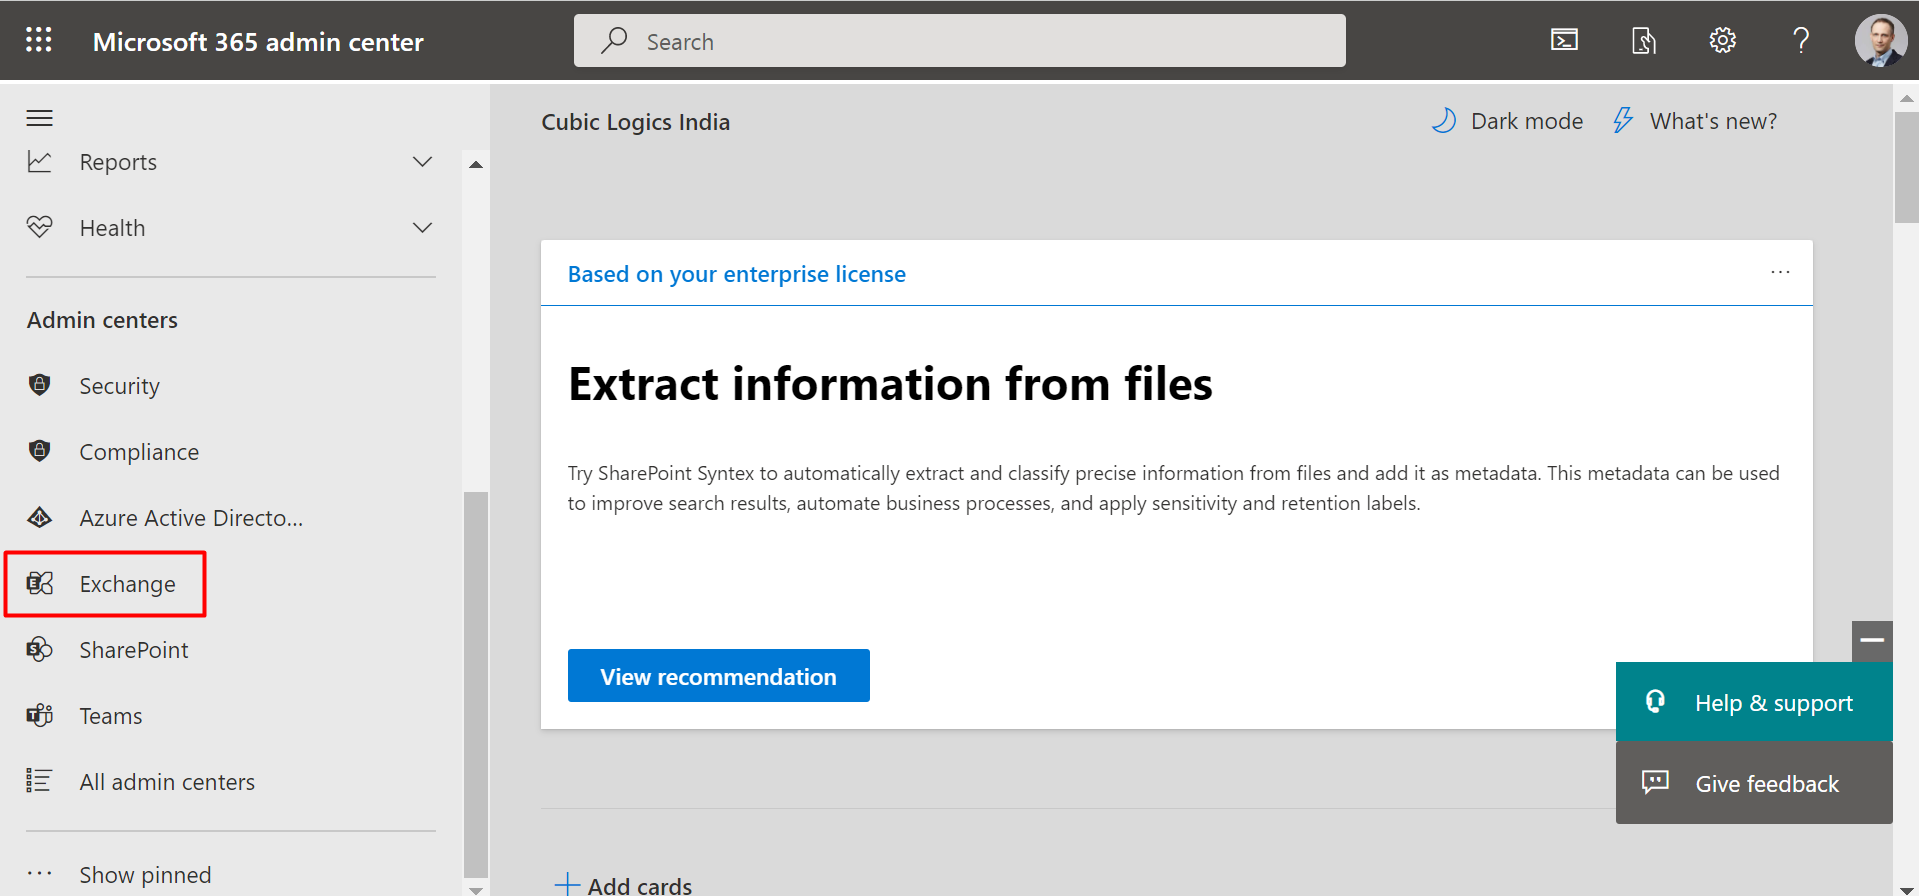 Microsoft 365 admin center
Search
Reports
Health
Admin centers
Security
Compliance
Azure Active Directo...
Exchange
SharePoint
Teams
All admin centers
Show pinned
Cubic Logics India
Dark mode
What's new?
Based on your enterprise license
Extract information from files
Try SharePoint Syntex to automatically extract and classify precise information from files and add it as metadata. This metadata can be used
to improve search results, automate business processes, and apply sensitivity and retention labels.
View recommendation
Help & support
Give feedback
Add cards